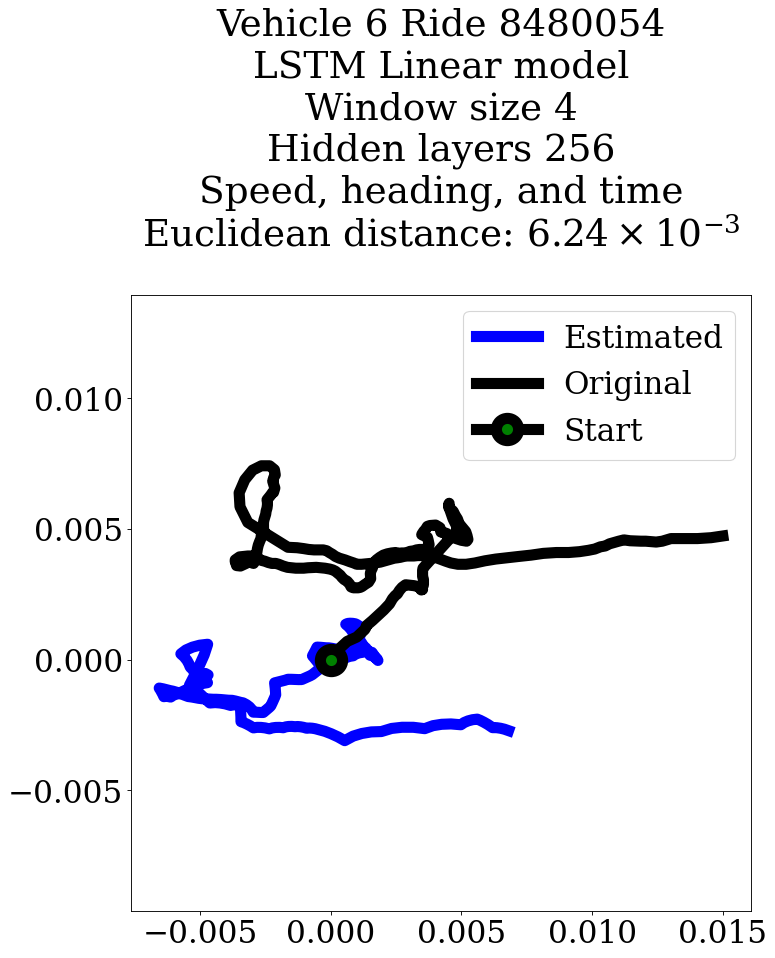 Vehicle 6 Ride 8480054
LSTM Linear model
Window size 4
Hidden layers 256
Speed, heading, and time
Euclidean distance: 6.24 × 10⁻³
Estimated
Original
Start
0.010
0.005
0.000
−0.005
−0.005 0.000 0.005 0.010 0.015